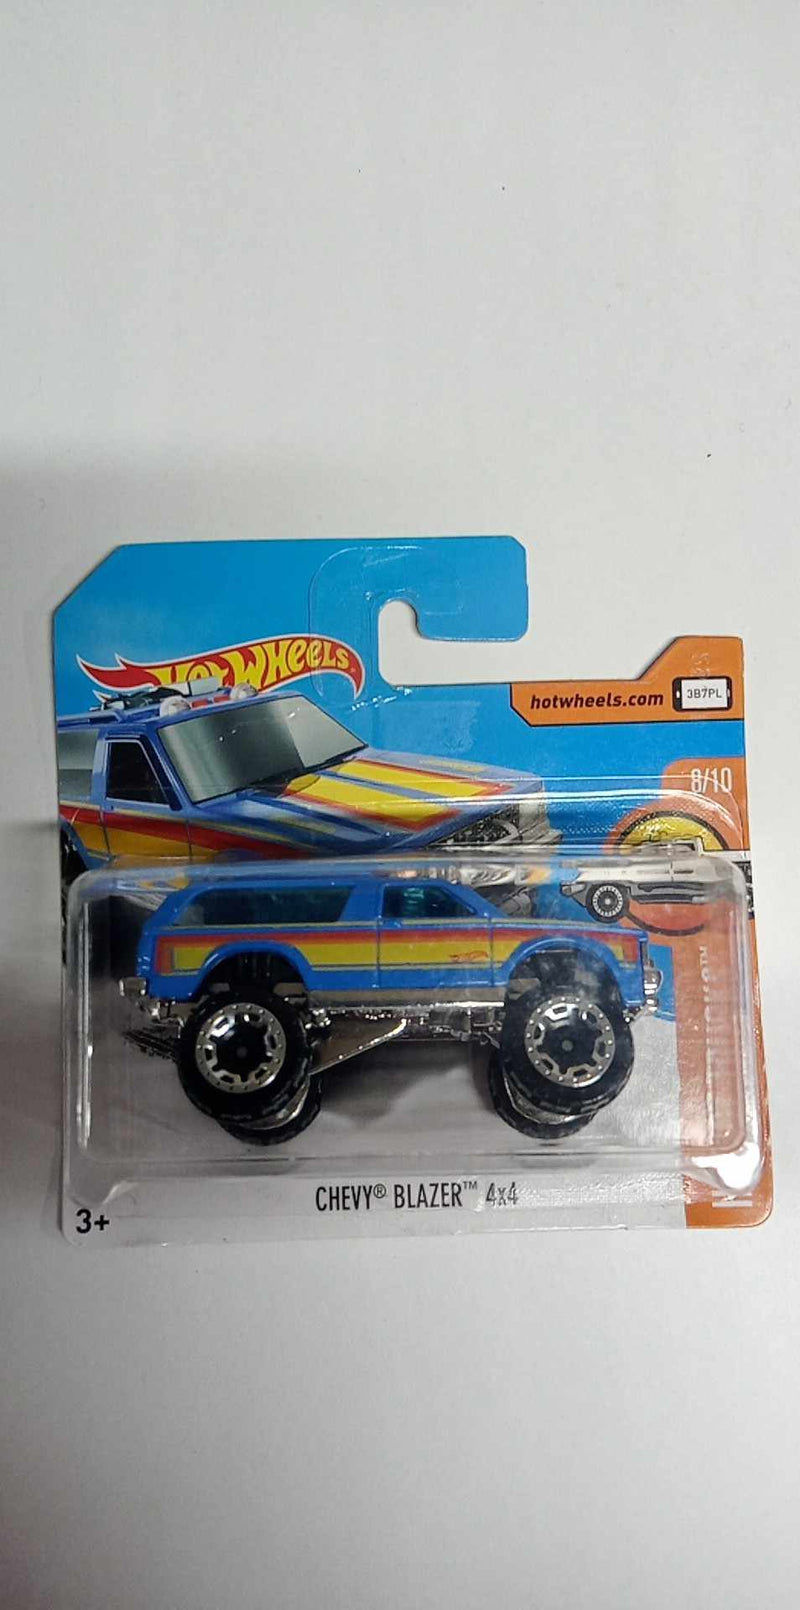 Hot Wheels
hotwheels.com
3B7PL
8/10
CHEVY® BLAZER™ 4x4
3+